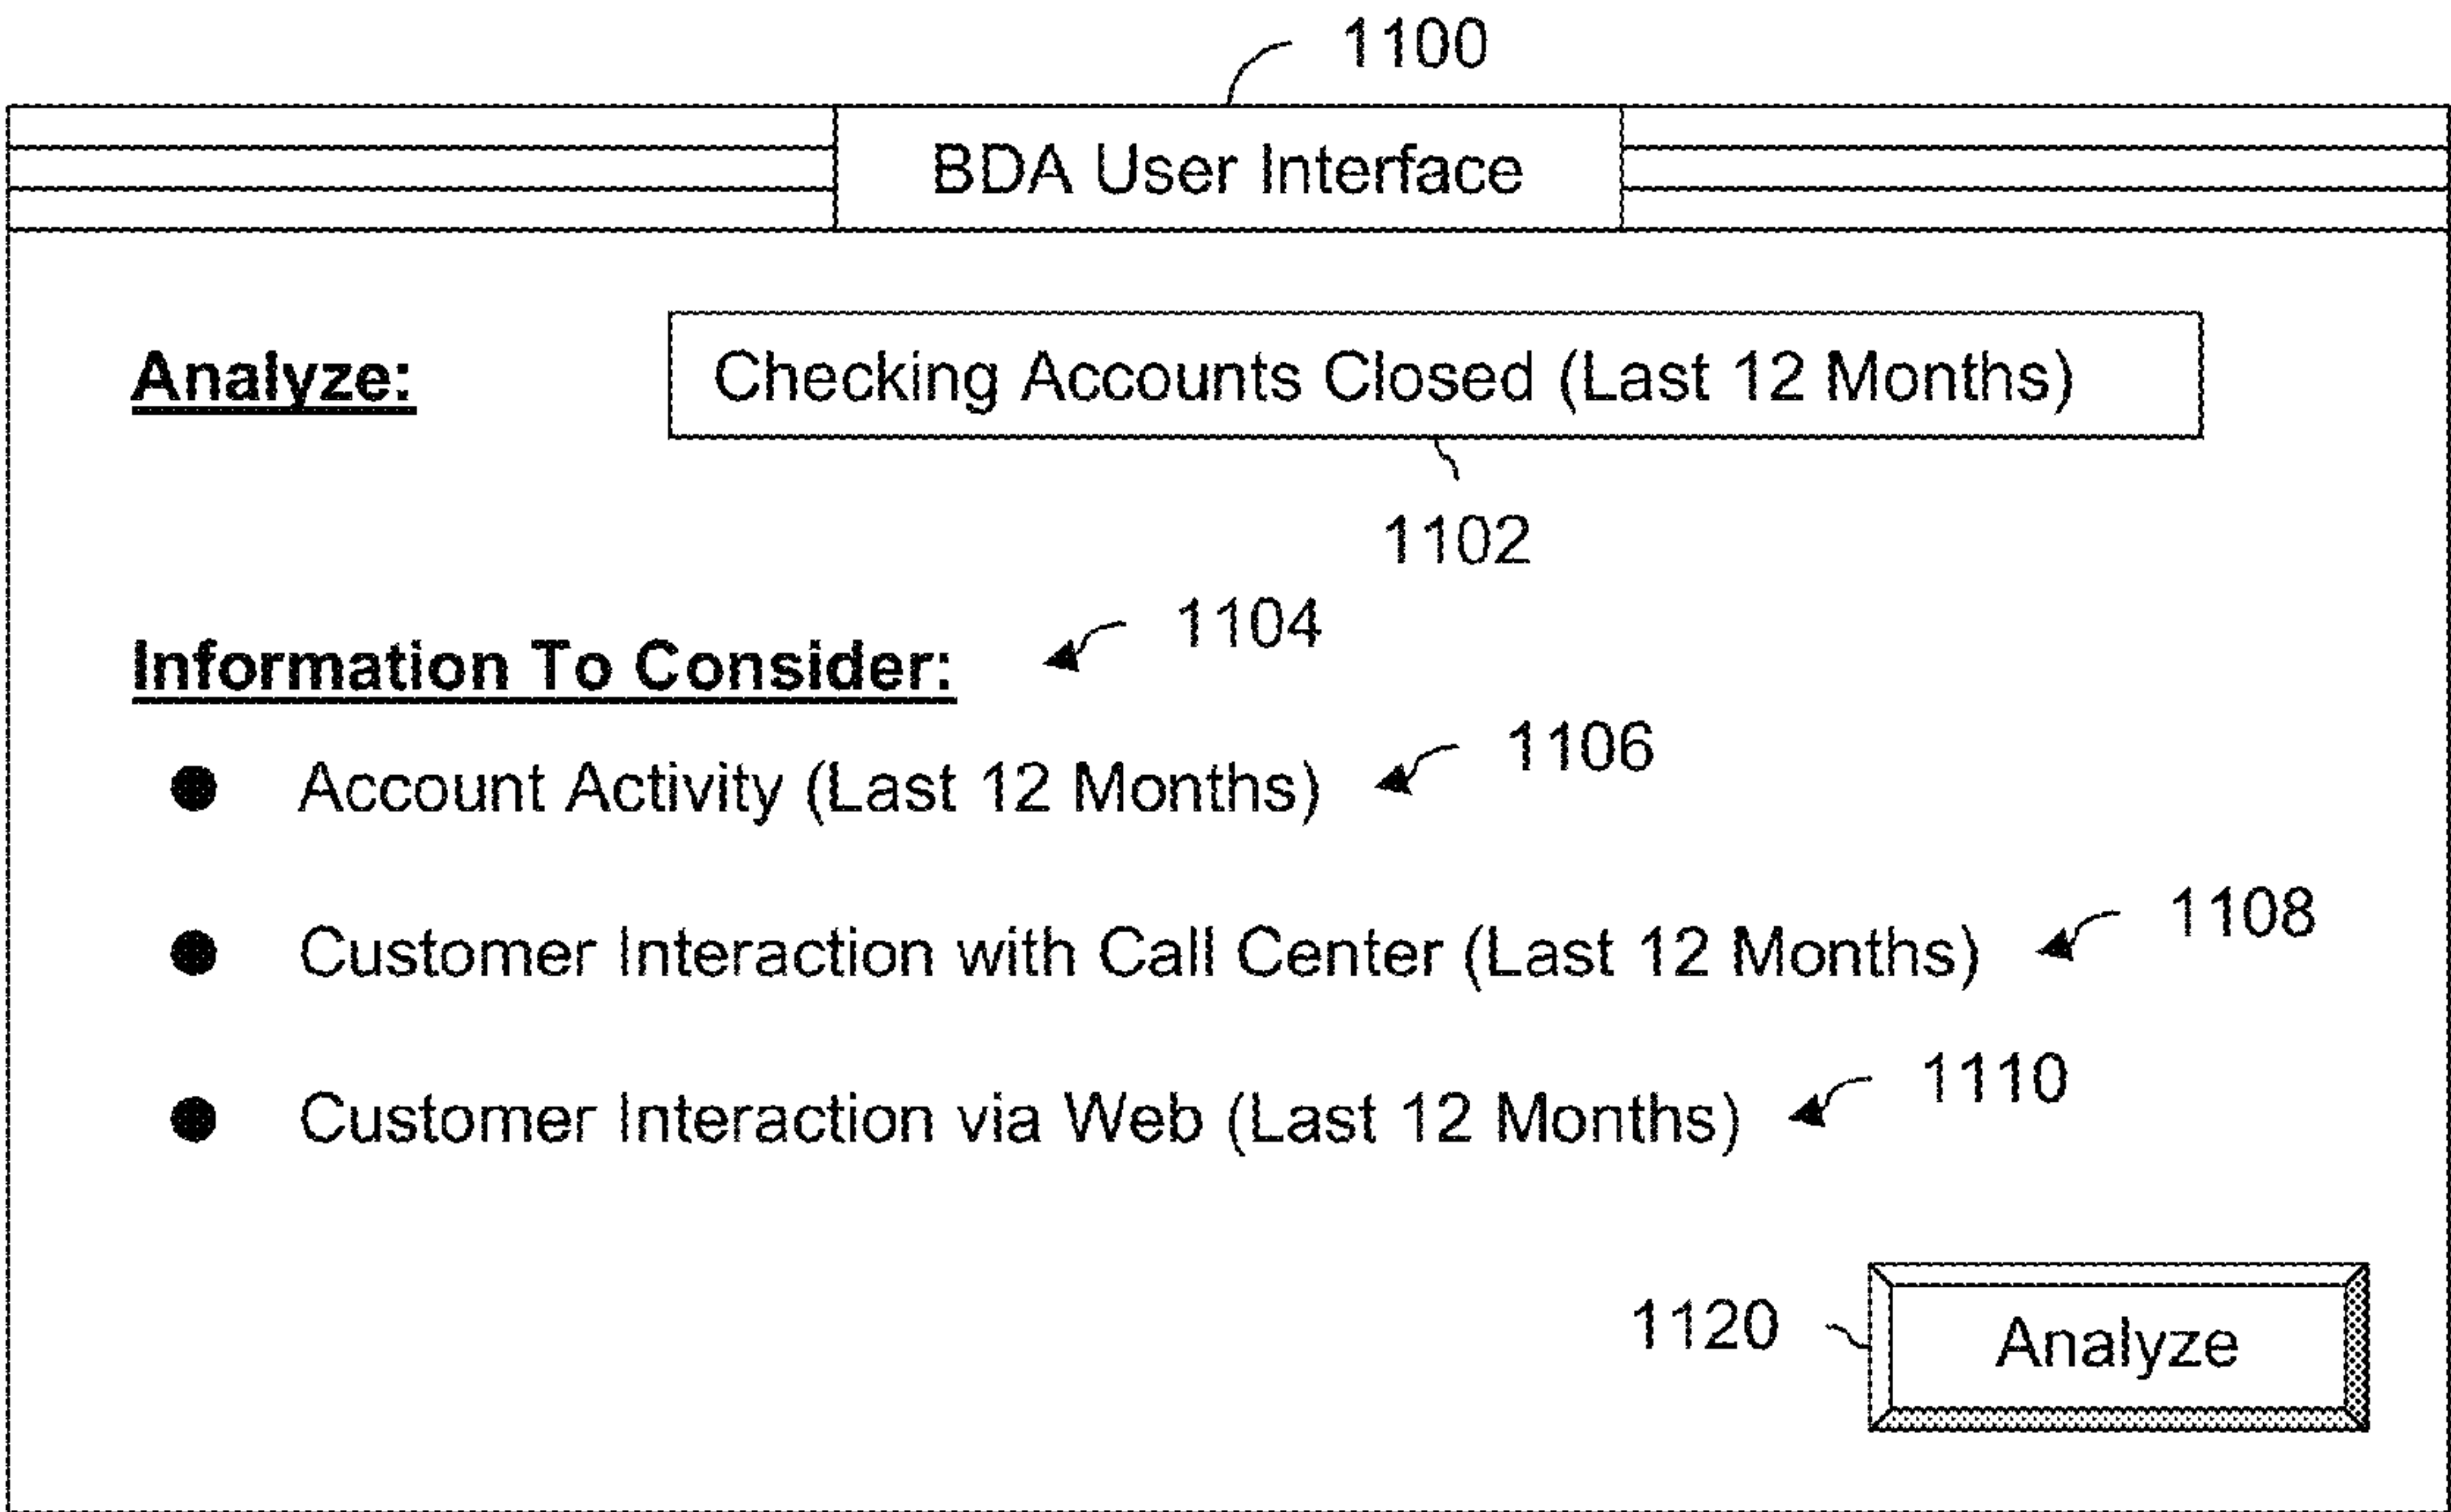 1100
BDA User Interface
Analyze: Checking Accounts Closed (Last 12 Months)
1102
1104
Information To Consider:
1106
● Account Activity (Last 12 Months)
1108
● Customer Interaction with Call Center (Last 12 Months)
1110
● Customer Interaction via Web (Last 12 Months)
1120 Analyze